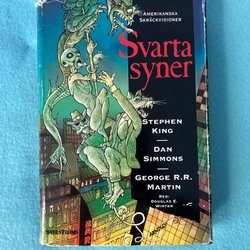 Amerikanska
Skräckvisioner
Svarta
syner
Stephen
King
Dan
Simmons
George R.R.
Martin
Red:
Douglas E.
Winter